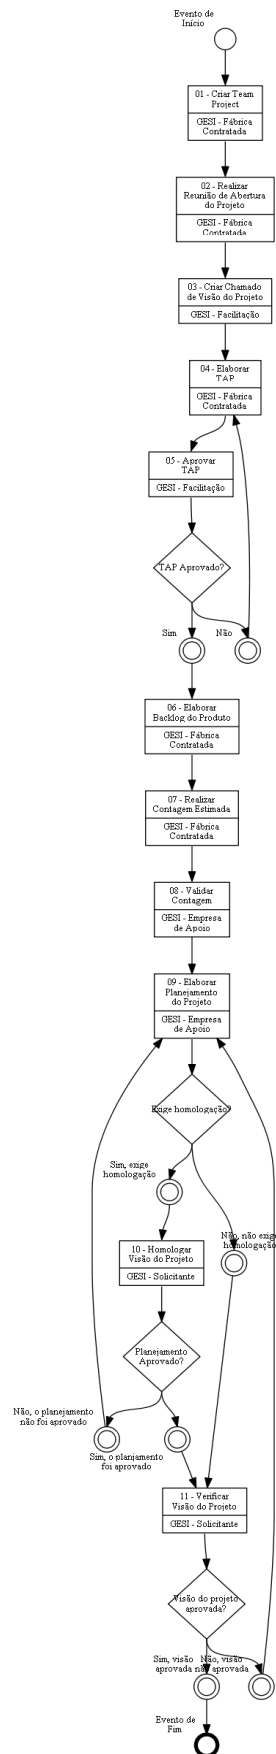 Evento de
Início
01 - Criar Team
Project
GESI - Fábrica
Contratada
02 - Realizar
Reunião de Abertura
do Projeto
GESI - Fábrica
Contratada
03 - Criar Chamado
de Visão do Projeto
GESI - Facilitação
04 - Elaborar
TAP
GESI - Fábrica
Contratada
05 - Aprovar
TAP
GESI - Facilitação
TAP Aprovado?
Sim
Não
06 - Elaborar
Backlog do Produto
GESI - Fábrica
Contratada
07 - Realizar
Contagem Estimada
GESI - Fábrica
Contratada
08 - Validar
Contagem
GESI - Empresa
de Apoio
09 - Elaborar
Planejamento
do Projeto
GESI - Empresa
de Apoio
Exige homologação?
Sim, exige
homologação
Não, não exige
homologação
10 - Homologar
Visão do Projeto
GESI - Solicitante
Planejamento
Aprovado?
Não, o planejamento
não foi aprovado
Sim, o planjamento
foi aprovado
11 - Verificar
Visão do Projeto
GESI - Solicitante
Visão do projeto
aprovada?
Sim, visão
aprovada
Não, visão
não aprovada
Evento de
Fim